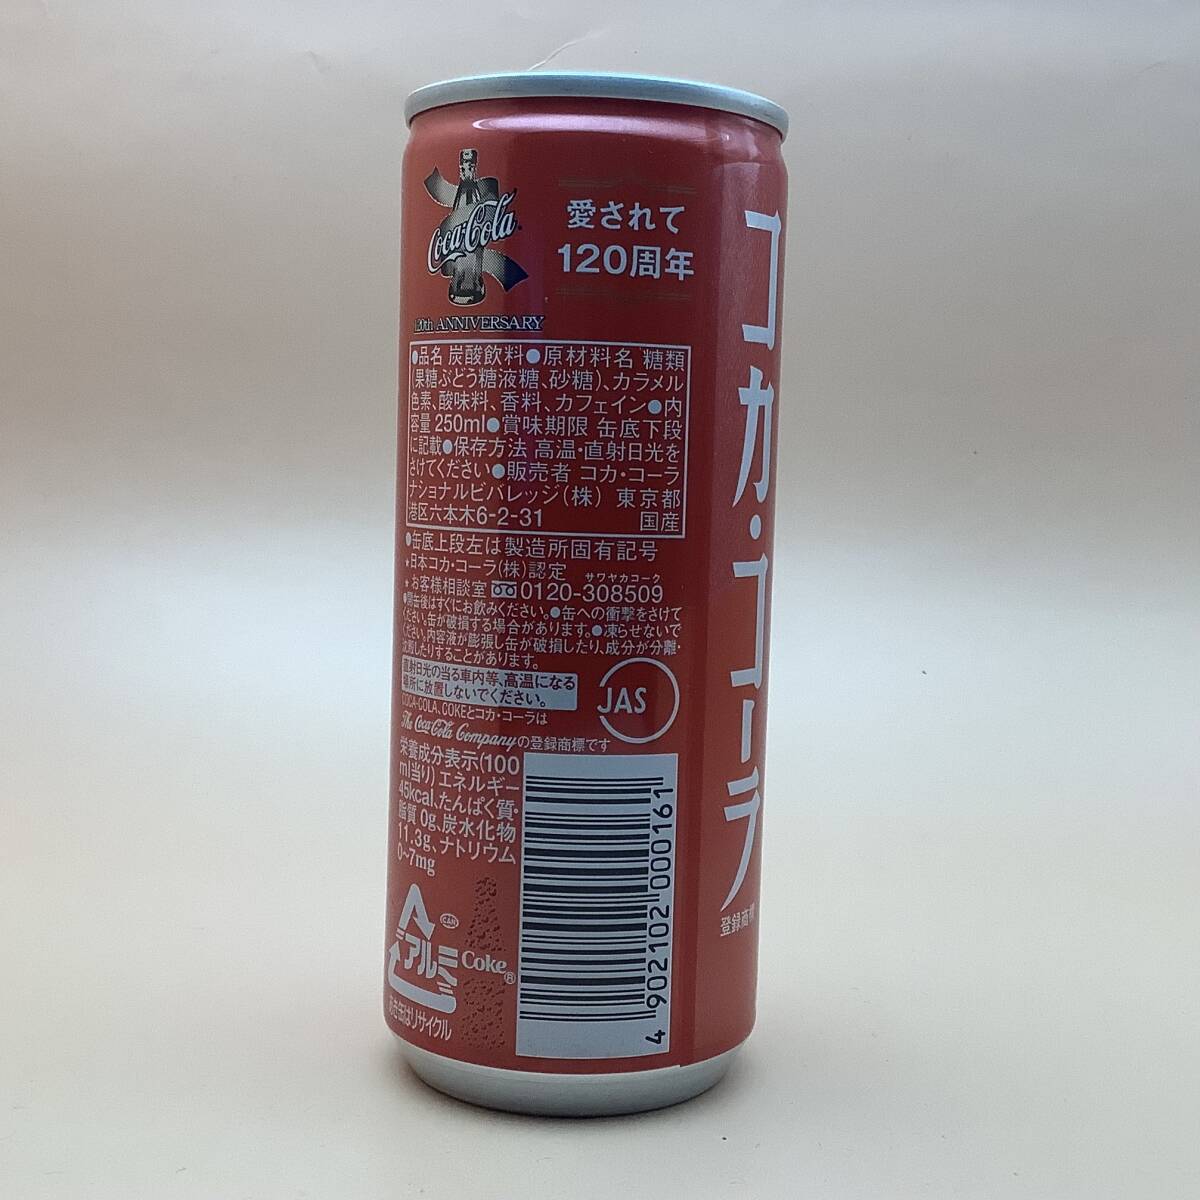 Coca-Cola
120th ANNIVERSARY
愛されて
120周年
●品名 炭酸飲料●原材料名 糖類
(果糖ぶどう糖液糖、砂糖)、カラメル
色素、酸味料、香料、カフェイン●内
容量 250ml●賞味期限 缶底下段
に記載●保存方法 高温・直射日光を
さけてください●販売者 コカ・コーラ
ナショナルビバレッジ(株) 東京都
港区六本木6-2-31 国産
●缶底上段左は製造所固有記号
★日本コカ・コーラ(株)認定
サワヤカコーク
★お客様相談室 0120-308509
●開缶後はすぐにお飲みください。●缶への衝撃をさけて
ください。缶が破損する場合があります。●凍らせないで
ください。内容液が膨張し缶が破損したり、成分が分離・
沈殿したりすることがあります。
直射日光の当る車内等、高温になる
場所に放置しないでください。
COCA-COLA、COKEとコカ・コーラは
The Coca-Cola Companyの登録商標です
JAS
栄養成分表示(100
ml当り)エネルギー
45kcal、たんぱく質・
脂質 0g、炭水化物
11.3g、ナトリウム
0~7mg
CAN
アルミ
あき缶はリサイクル
Coke®
4 902102 000161
コカ・コーラ
登録商標